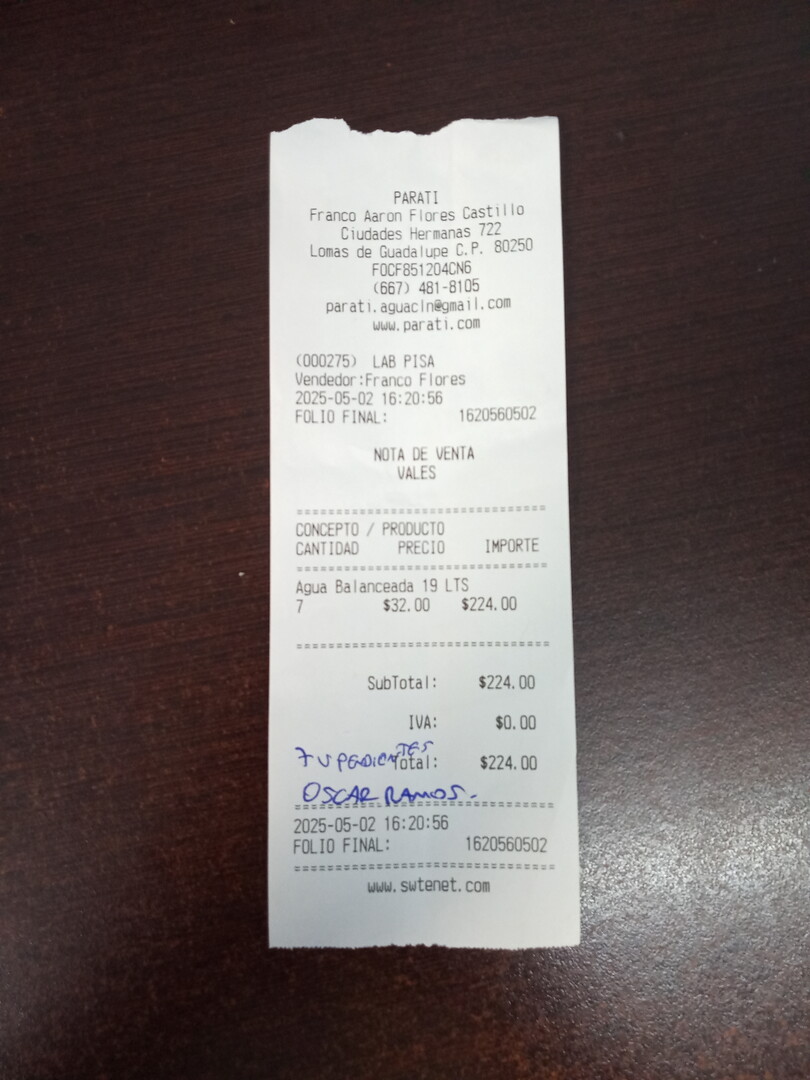 PARATI
Franco Aaron Flores Castillo
Ciudades Hermanas 722
Lomas de Guadalupe C.P. 80250
FOCF851204CN6
(667) 481-8105
parati.aguacln@gmail.com
www.parati.com
(000275) LAB PISA
Vendedor:Franco Flores
2025-05-02 16:20:56
FOLIO FINAL: 1620560502
NOTA DE VENTA
VALES
==================================
CONCEPTO / PRODUCTO
CANTIDAD PRECIO IMPORTE
==================================
Agua Balanceada 19 LTS
7 $32.00 $224.00
==================================
SubTotal: $224.00
IVA: $0.00
7 V PENDIENTES
Total: $224.00
OSCAR RAMOS.
==================================
2025-05-02 16:20:56
FOLIO FINAL: 1620560502
==================================
www.swtenet.com